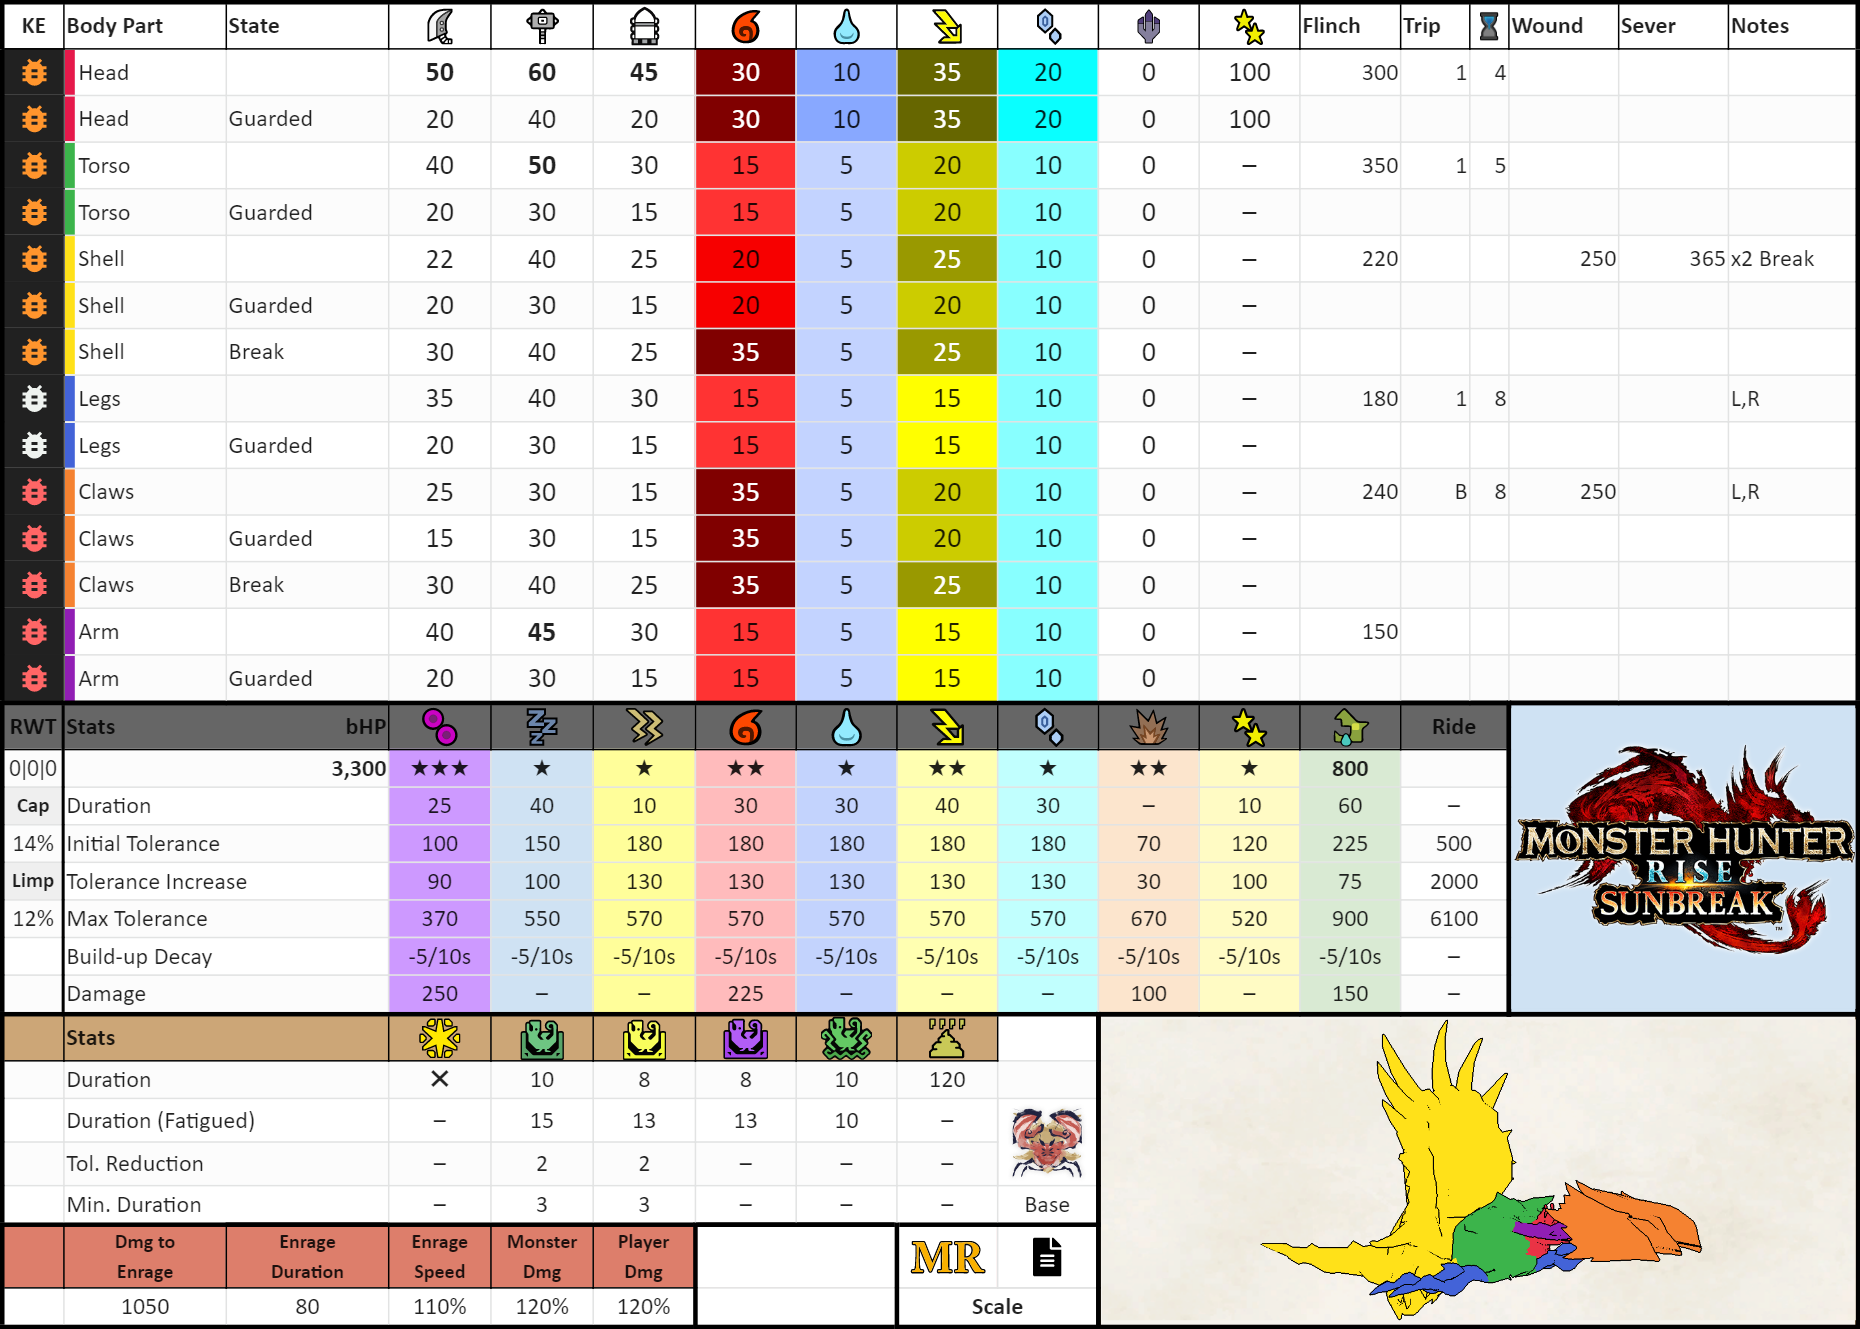 KE Body Part State Flinch Trip Wound Sever Notes
Head 50 60 45 30 10 35 20 0 100 300 1 4
Head Guarded 20 40 20 30 10 35 20 0 100
Torso 40 50 30 15 5 20 10 0 – 350 1 5
Torso Guarded 20 30 15 15 5 20 10 0 –
Shell 22 40 25 20 5 25 10 0 – 220 250 365 x2 Break
Shell Guarded 20 30 15 20 5 20 10 0 –
Shell Break 30 40 25 35 5 25 10 0 –
Legs 35 40 30 15 5 15 10 0 – 180 1 8 L,R
Legs Guarded 20 30 15 15 5 15 10 0 –
Claws 25 30 15 35 5 20 10 0 – 240 B 8 250 L,R
Claws Guarded 15 30 15 35 5 20 10 0 –
Claws Break 30 40 25 35 5 25 10 0 –
Arm 40 45 30 15 5 15 10 0 – 150
Arm Guarded 20 30 15 15 5 15 10 0 –
RWT Stats bHP Ride
0|0|0 3,300 ★★★ ★ ★ ★★ ★ ★★ ★ ★★ ★ 800
Cap Duration 25 40 10 30 30 40 30 – 10 60 –
14% Initial Tolerance 100 150 180 180 180 180 180 70 120 225 500
Limp Tolerance Increase 90 100 130 130 130 130 130 30 100 75 2000
12% Max Tolerance 370 550 570 570 570 570 570 670 520 900 6100
Build-up Decay -5/10s -5/10s -5/10s -5/10s -5/10s -5/10s -5/10s -5/10s -5/10s -5/10s –
Damage 250 – – 225 – – – 100 – 150 –
MONSTER HUNTER
RISE
SUNBREAK
™
Stats
Duration ✕ 10 8 8 10 120
Duration (Fatigued) – 15 13 13 10 –
Tol. Reduction – 2 2 – – –
Min. Duration – 3 3 – – – Base
Dmg to Enrage Enrage Duration Enrage Speed Monster Dmg Player Dmg MR
1050 80 110% 120% 120% Scale